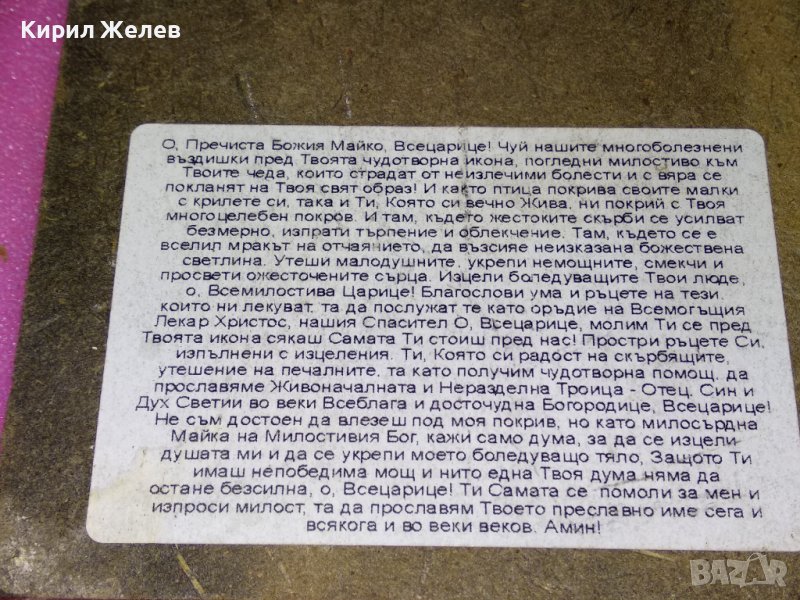 Кирил Желев
О, Пречиста Божия Майко, Всецарице! Чуй нашите многоболезнени
въздишки пред Твоята чудотворна икона, погледни милостиво към
Твоите чеда, които страдат от неизлечими болести и с вяра се
покланят на Твоя свят образ! И както птица покрива своите малки
с крилете си, така и Ти, Която си вечно Жива, ни покрий с Твоя
многоцелебен покров. И там, където жестоките скърби се усилват
безмерно, изпрати търпение и облекчение. Там, където се е
вселил мракът на отчаянието, да възсияе неизказана божествена
светлина. Утеши малодушните, укрепи немощните, смекчи и
просвети ожесточените сърца. Изцели боледуващите Твои люде,
о, Всемилостива Царице! Благослови ума и ръцете на тези,
които ни лекуват, та да послужат те като оръдие на Всемогъщия
Лекар Христос, нашия Спасител О, Всецарице, молим Ти се пред
Твоята икона сякаш Самата Ти стоиш пред нас! Простри ръцете Си,
изпълнени с изцеления. Ти, Която си радост на скърбящите,
утешение на печалните, та като получим чудотворна помощ, да
прославяме Живоначалната и Неразделна Троица - Отец, Син и
Дух Светии во веки Всеблага и досточудна Богородице, Всецарице!
Не съм достоен да влезеш под моя покрив, но като милосърдна
Майка на Милостивия Бог, кажи само дума, за да се изцели
душата ми и да се укрепи моето боледуващо тяло, Защото Ти
имаш непобедима мощ и нито една Твоя дума няма да
остане безсилна, о, Всецарице! Ти Самата се помоли за мен и
изпроси милост, та да прославям Твоето преславно име сега и
всякога и во веки веков. Амин!
BAZAR